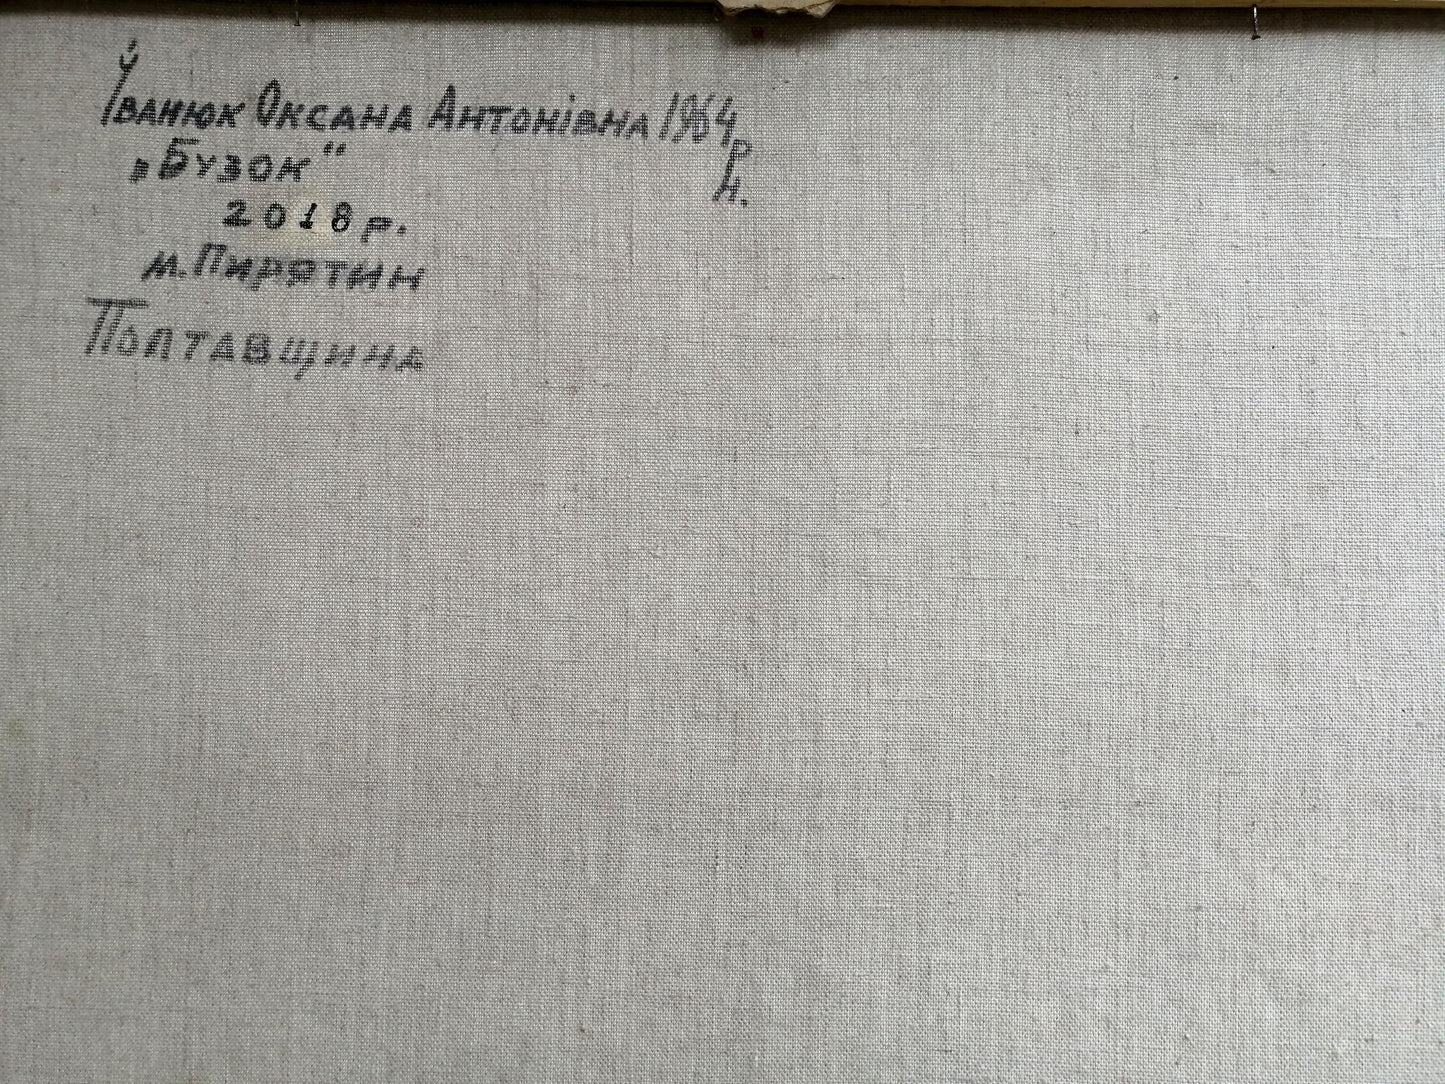 Іванюк Оксана Антонівна 1964 р.н.
„Бузок“
2018 р.
м. Пирятин
Полтавщина